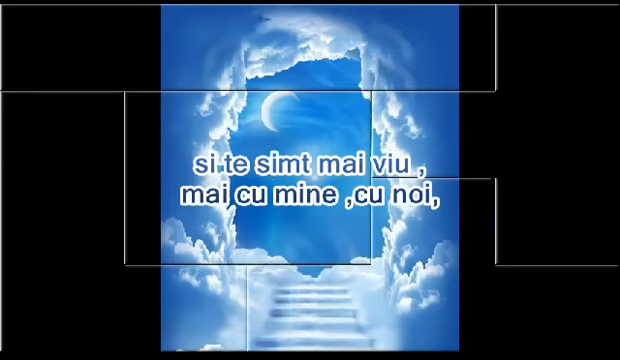 si te simt mai viu ,
mai cu mine ,cu noi,